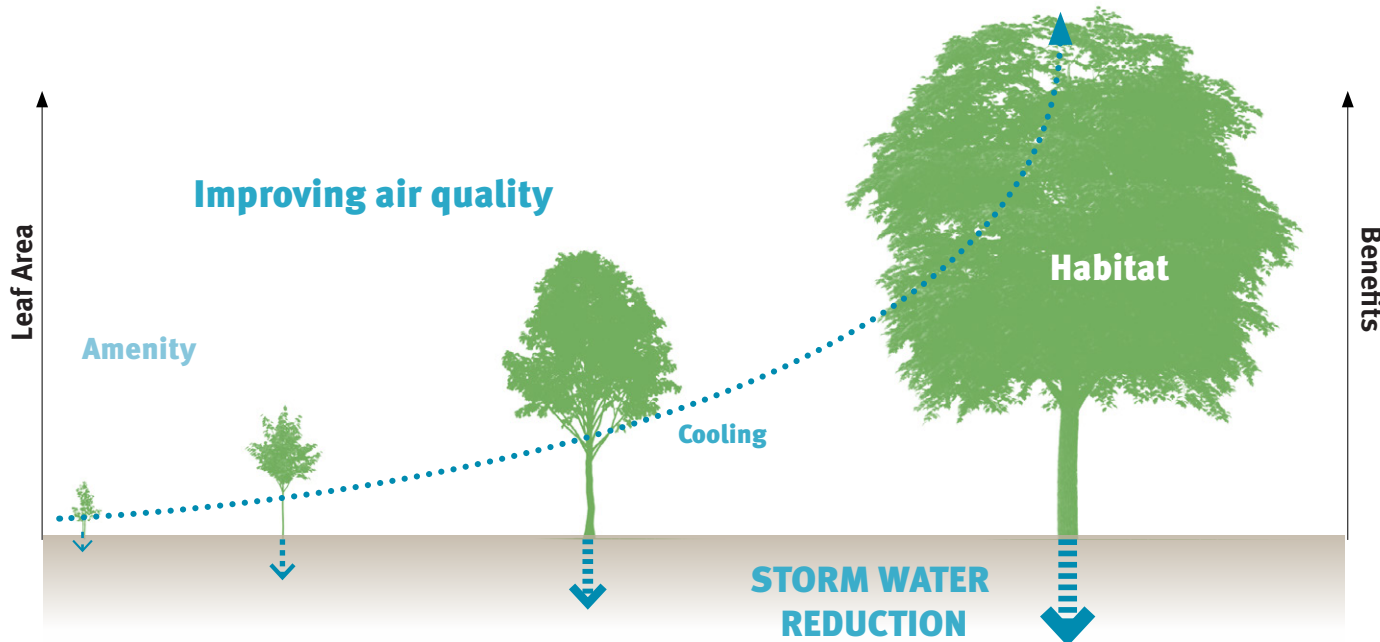 Leaf Area
Improving air quality
Amenity
Cooling
Habitat
Benefits
STORM WATER
REDUCTION